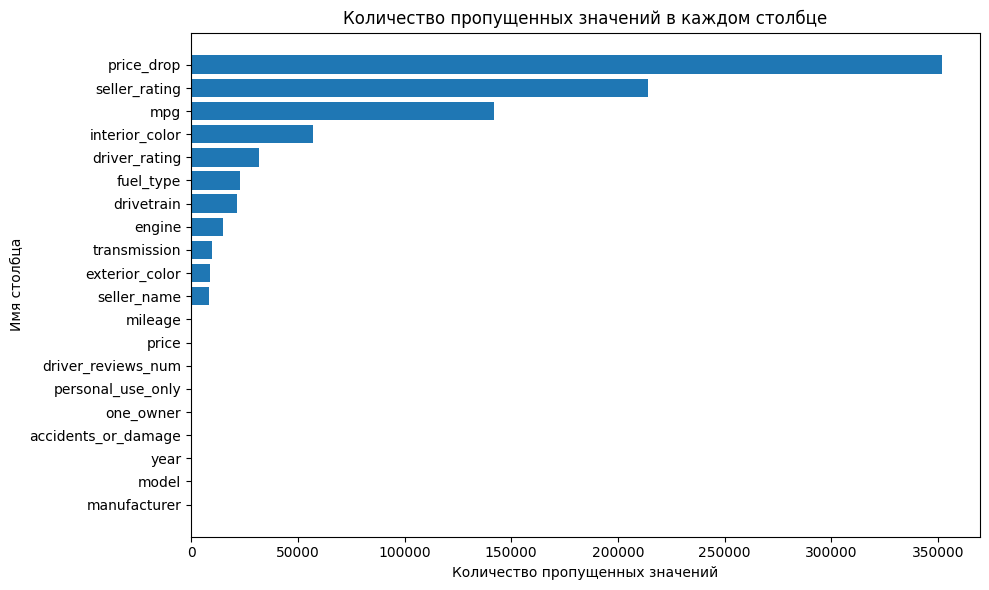 Количество пропущенных значений в каждом столбце
Имя столбца
price_drop
seller_rating
mpg
interior_color
driver_rating
fuel_type
drivetrain
engine
transmission
exterior_color
seller_name
mileage
price
driver_reviews_num
personal_use_only
one_owner
accidents_or_damage
year
model
manufacturer
0 50000 100000 150000 200000 250000 300000 350000
Количество пропущенных значений